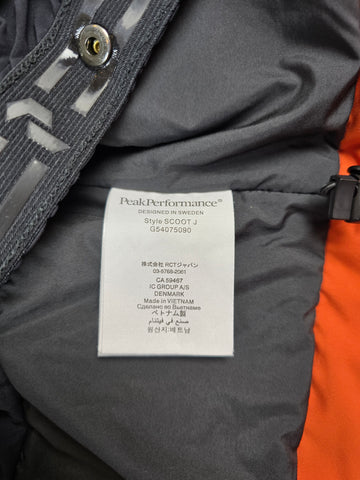 PeakPerformance®
DESIGNED IN SWEDEN
Style SCOOT J
G54075090
株式会社 RCTジャパン
03-5768-2061
CA 59467
IC GROUP A/S
DENMARK
Made in VIETNAM
Сделано во Вьетнаме
ベトナム製
صنع في فيتنام
원산지:베트남